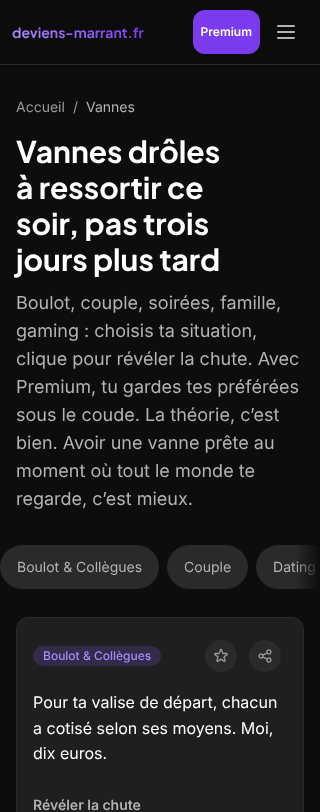 deviens-marrant.fr
Premium
Accueil / Vannes
Vannes drôles
à ressortir ce
soir, pas trois
jours plus tard
Boulot, couple, soirées, famille,
gaming : choisis ta situation,
clique pour révéler la chute. Avec
Premium, tu gardes tes préférées
sous le coude. La théorie, c’est
bien. Avoir une vanne prête au
moment où tout le monde te
regarde, c’est mieux.
Boulot & Collègues
Couple
Dating
Boulot & Collègues
Pour ta valise de départ, chacun
a cotisé selon ses moyens. Moi,
dix euros.
Révéler la chute